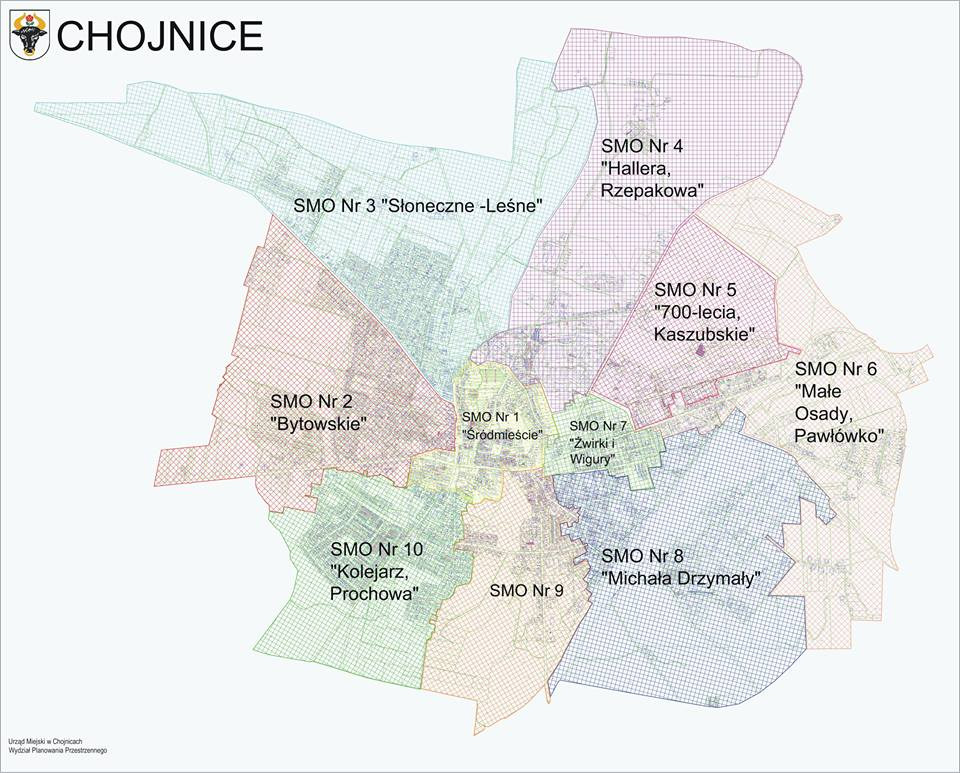 CHOJNICE
SMO Nr 4
"Hallera,
Rzepakowa"
SMO Nr 3 "Słoneczne -Leśne"
SMO Nr 5
"700-lecia,
Kaszubskie"
SMO Nr 6
"Małe
Osady,
Pawłówko"
SMO Nr 2
"Bytowskie"
SMO Nr 1
"Śródmieście"
SMO Nr 7
"Żwirki i
Wigury"
SMO Nr 10
"Kolejarz,
Prochowa"
SMO Nr 9
SMO Nr 8
"Michała Drzymały"
Urząd Miejski w Chojnicach
Wydział Planowania Przestrzennego